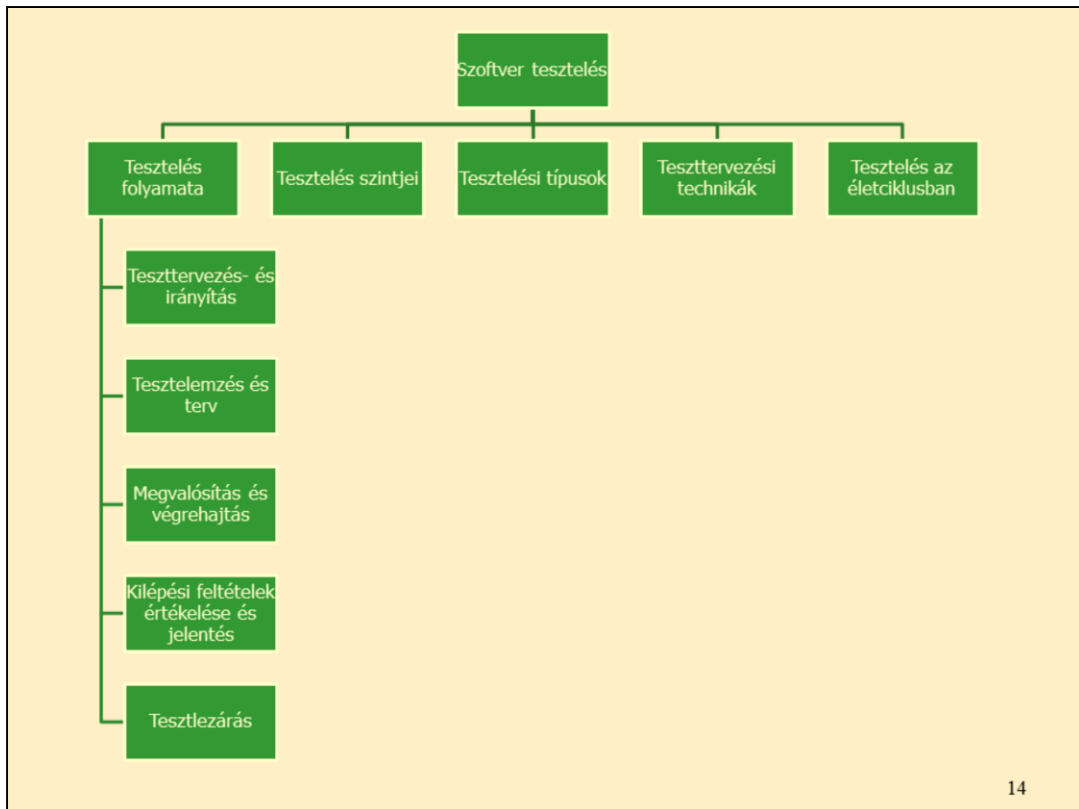 Szoftver tesztelés
Tesztelés
folyamata
Tesztelés szintjei
Tesztelési típusok
Teszttervezési
technikák
Tesztelés az
életciklusban
Teszttervezés- és
irányítás
Tesztelemzés és
terv
Megvalósítás és
végrehajtás
Kilépési feltételek
értékelése és
jelentés
Tesztlezárás
14